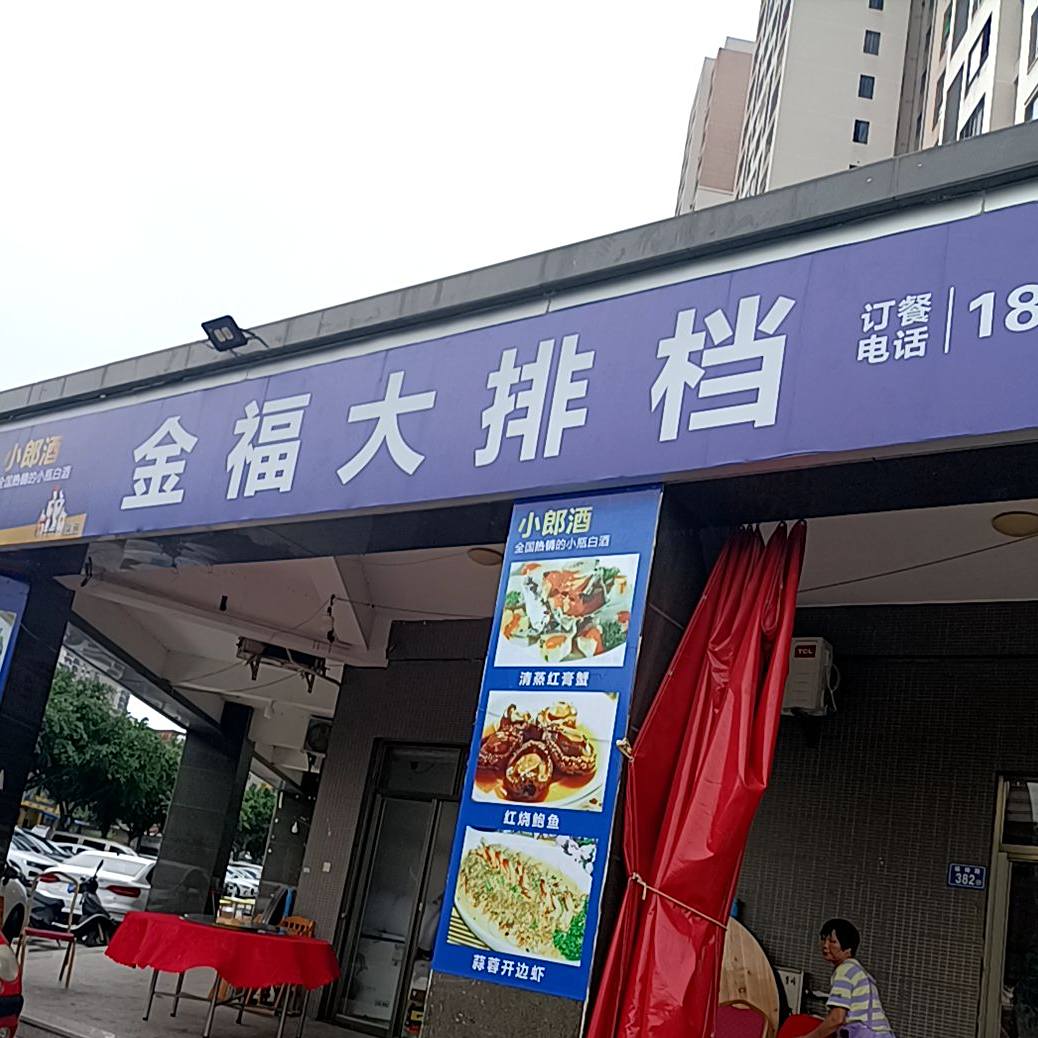 金福大排档
订餐
电话
18
小郎酒
全国热销的小瓶白酒
小郎酒
全国热销的小瓶白酒
清蒸红膏蟹
红烧鲍鱼
蒜蓉开边虾
TCL
382
14